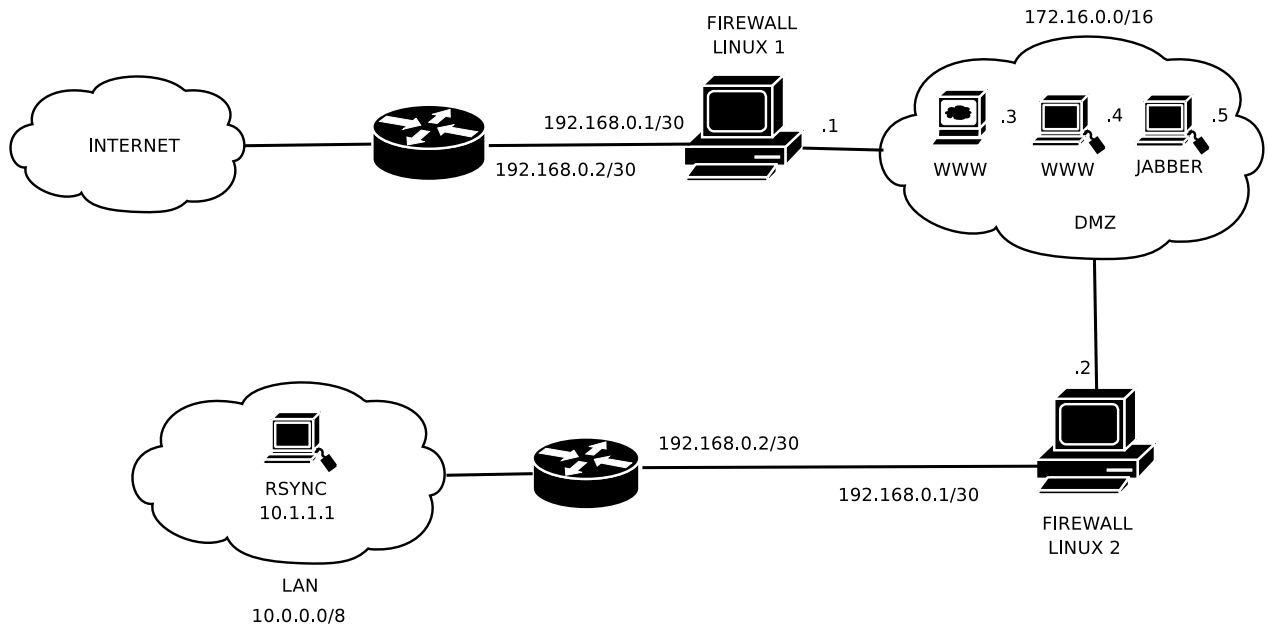 172.16.0.0/16
FIREWALL
LINUX 1
INTERNET
192.168.0.1/30
192.168.0.2/30
.1
.3
.4
.5
WWW
WWW
JABBER
DMZ
.2
192.168.0.2/30
192.168.0.1/30
RSYNC
10.1.1.1
FIREWALL
LINUX 2
LAN
10.0.0.0/8